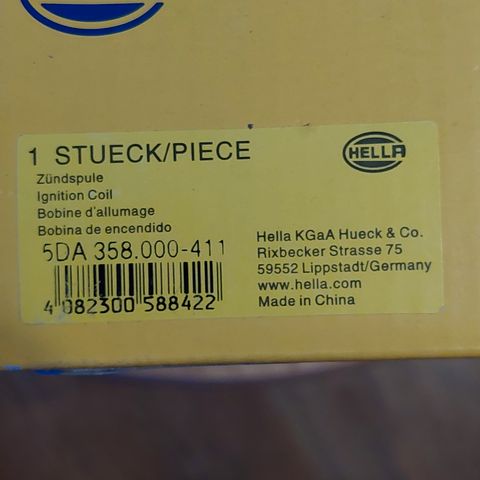 1 STUECK/PIECE
HELLA
Zündspule
Ignition Coil
Bobine d'allumage
Bobina de encendido
5DA 358.000-411
4 082300 588422
Hella KGaA Hueck & Co.
Rixbecker Strasse 75
59552 Lippstadt/Germany
www.hella.com
Made in China